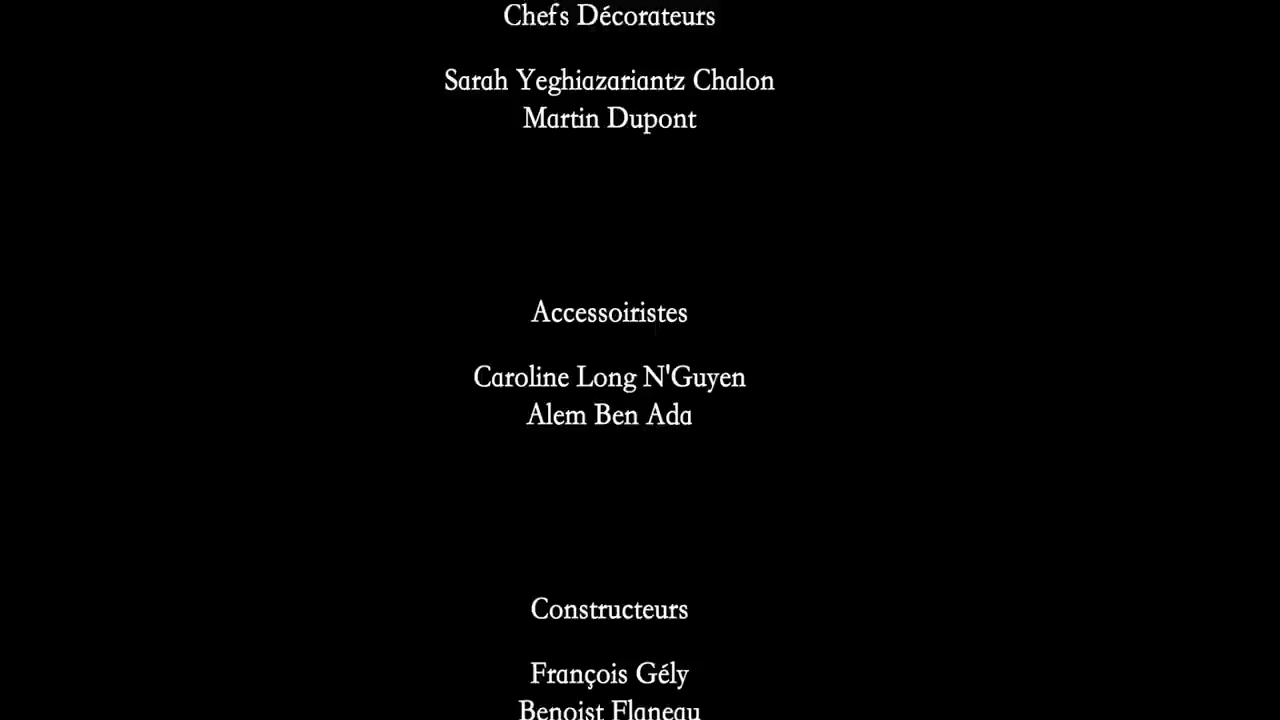 Chefs Décorateurs
Sarah Yeghiazariantz Chalon
Martin Dupont
Accessoiristes
Caroline Long N'Guyen
Alem Ben Ada
Constructeurs
François Gély
Benoist Flaneau